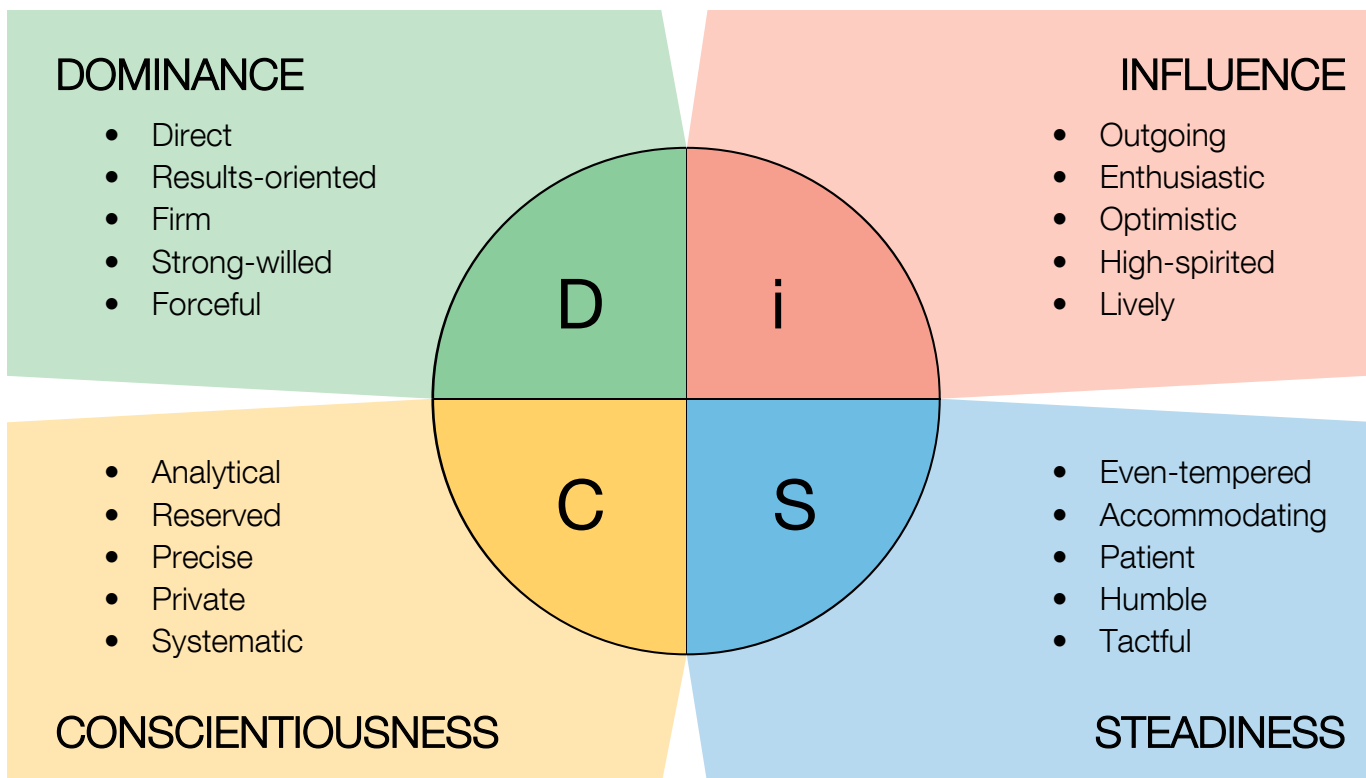 DOMINANCE
• Direct
• Results-oriented
• Firm
• Strong-willed
• Forceful
INFLUENCE
• Outgoing
• Enthusiastic
• Optimistic
• High-spirited
• Lively
D
i
C
S
• Analytical
• Reserved
• Precise
• Private
• Systematic
CONSCIENTIOUSNESS
• Even-tempered
• Accommodating
• Patient
• Humble
• Tactful
STEADINESS